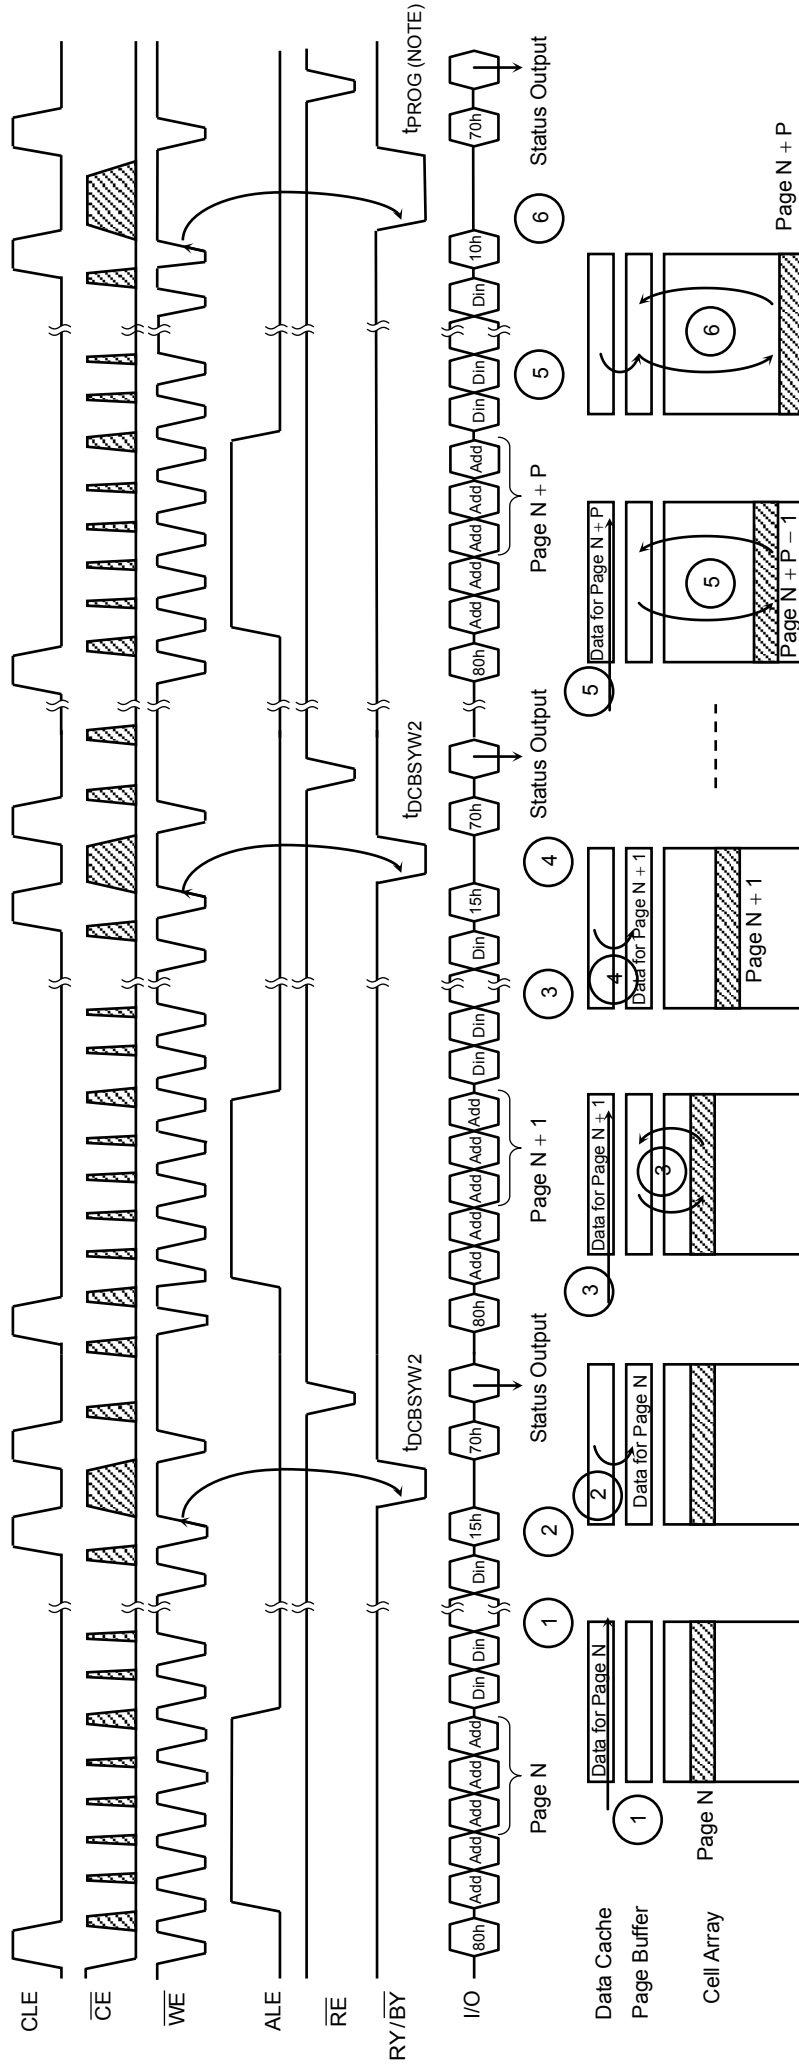 CLE
CE
WE
ALE
RE
RY / BY
tDCBSYW2
tDCBSYW2
tPROG (NOTE)
I/O
80h Add Add Add Add Add Din Din Din 15h 70h
80h Add Add Add Add Add Din Din Din 15h 70h
80h Add Add Add Add Add Din Din Din 10h 70h
Page N
Status Output
Page N + 1
Status Output
Page N + P
Status Output
1
2
3
4
5
6
Data Cache
Page Buffer
Cell Array
1
Data for Page N
Page N
2
Data for Page N
3
Data for Page N + 1
3
4
Data for Page N + 1
Page N + 1
5
Data for Page N + P
5
Page N + P − 1
6
Page N + P